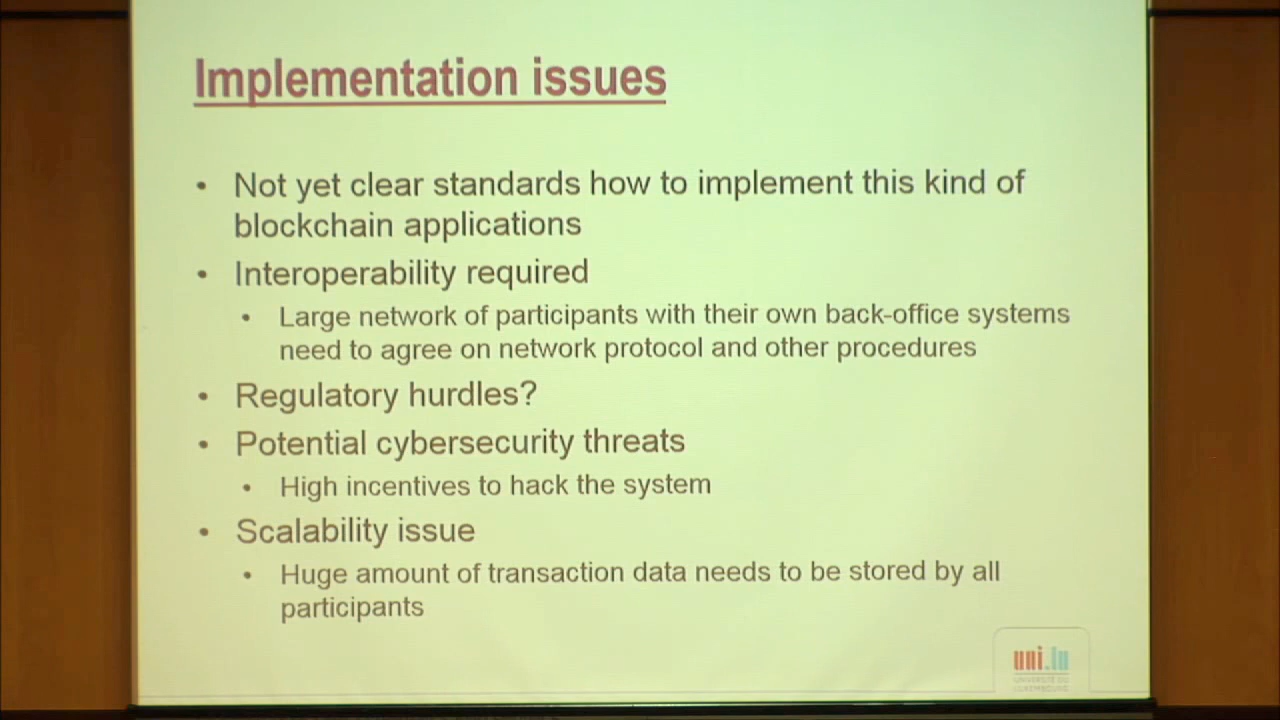 Implementation issues
• Not yet clear standards how to implement this kind of
blockchain applications
• Interoperability required
• Large network of participants with their own back-office systems
need to agree on network protocol and other procedures
• Regulatory hurdles?
• Potential cybersecurity threats
• High incentives to hack the system
• Scalability issue
• Huge amount of transaction data needs to be stored by all
participants
uni.lu
UNIVERSITÉ DU
LUXEMBOURG